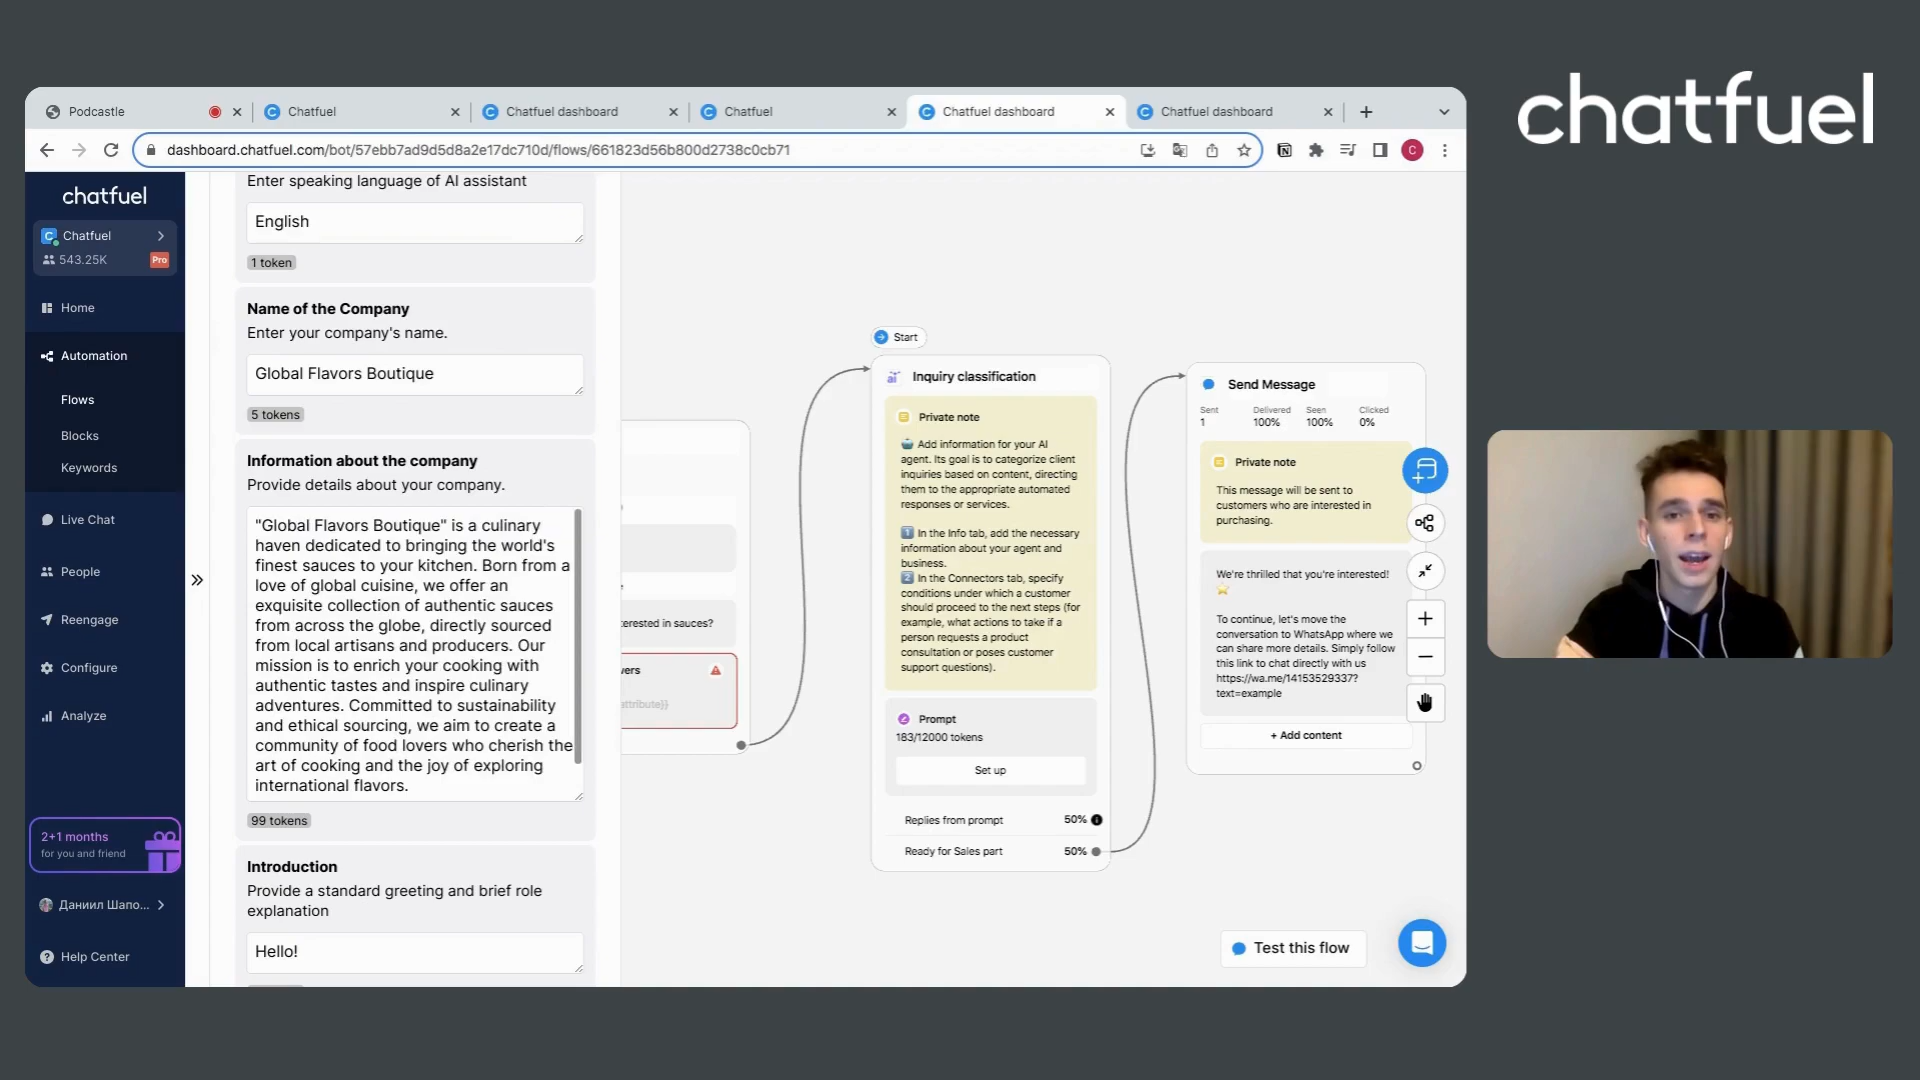 chatfuel
Podcastle
Chatfuel
Chatfuel dashboard
Chatfuel
Chatfuel dashboard
Chatfuel dashboard
dashboard.chatfuel.com/bot/57ebb7ad9d5d8a2e17dc710d/flows/661823d56b800d2738c0cb71
C
chatfuel
Chatfuel
543.25K
Pro
Home
Automation
Flows
Blocks
Keywords
Live Chat
People
Reengage
Configure
Analyze
2+1 months
for you and friend
Даниил Шапо...
Help Center
Enter speaking language of AI assistant
English
1 token
Name of the Company
Enter your company's name.
Global Flavors Boutique
5 tokens
Information about the company
Provide details about your company.
"Global Flavors Boutique" is a culinary
haven dedicated to bringing the world's
finest sauces to your kitchen. Born from a
love of global cuisine, we offer an
exquisite collection of authentic sauces
from across the globe, directly sourced
from local artisans and producers. Our
mission is to enrich your cooking with
authentic tastes and inspire culinary
adventures. Committed to sustainability
and ethical sourcing, we aim to create a
community of food lovers who cherish the
art of cooking and the joy of exploring
international flavors.
99 tokens
Introduction
Provide a standard greeting and brief role
explanation
Hello!
terested in sauces?
vers
attribute}}
Start
ai
Inquiry classification
Private note
Add information for your AI
agent. Its goal is to categorize client
inquiries based on content, directing
them to the appropriate automated
responses or services.
1 In the Info tab, add the necessary
information about your agent and
business.
2 In the Connectors tab, specify
conditions under which a customer
should proceed to the next steps (for
example, what actions to take if a
person requests a product
consultation or poses customer
support questions).
Prompt
183/12000 tokens
Set up
Replies from prompt 50%
Ready for Sales part 50%
Send Message
Sent Delivered Seen Clicked
1 100% 100% 0%
Private note
This message will be sent to
customers who are interested in
purchasing.
We're thrilled that you're interested!
To continue, let's move the
conversation to WhatsApp where we
can share more details. Simply follow
this link to chat directly with us
https://wa.me/14153529337?
text=example
+ Add content
Test this flow